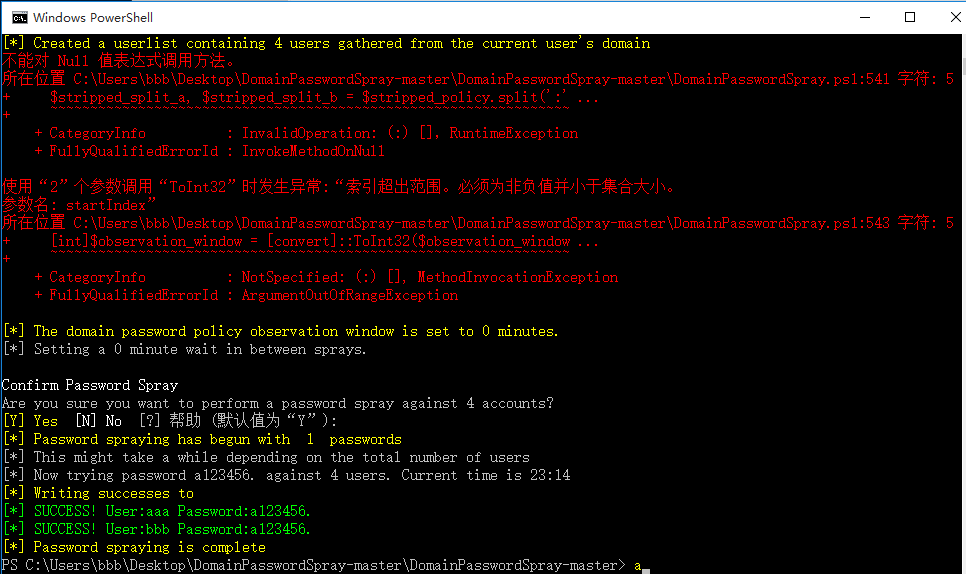 Windows PowerShell
[*] Created a userlist containing 4 users gathered from the current user's domain
不能对 Null 值表达式调用方法。
所在位置 C:\Users\bbb\Desktop\DomainPasswordSpray-master\DomainPasswordSpray-master\DomainPasswordSpray.ps1:541 字符: 5
+     $stripped_split_a, $stripped_split_b = $stripped_policy.split(':' ...
+     ~~~~~~~~~~~~~~~~~~~~~~~~~~~~~~~~~~~~~~~~~~~~~~~~~~~~~~~~~~~~~~~~~
    + CategoryInfo          : InvalidOperation: (:) [], RuntimeException
    + FullyQualifiedErrorId : InvokeMethodOnNull
使用“2”个参数调用“ToInt32”时发生异常:“索引超出范围。必须为非负值并小于集合大小。
参数名: startIndex”
所在位置 C:\Users\bbb\Desktop\DomainPasswordSpray-master\DomainPasswordSpray-master\DomainPasswordSpray.ps1:543 字符: 5
+     [int]$observation_window = [convert]::ToInt32($observation_window ...
+     ~~~~~~~~~~~~~~~~~~~~~~~~~~~~~~~~~~~~~~~~~~~~~~~~~~~~~~~~~~~~~~~~~
    + CategoryInfo          : NotSpecified: (:) [], MethodInvocationException
    + FullyQualifiedErrorId : ArgumentOutOfRangeException
[*] The domain password policy observation window is set to 0 minutes.
[*] Setting a 0 minute wait in between sprays.
Confirm Password Spray
Are you sure you want to perform a password spray against 4 accounts?
[Y] Yes  [N] No  [?] 帮助 (默认值为“Y”):
[*] Password spraying has begun with  1  passwords
[*] This might take a while depending on the total number of users
[*] Now trying password a123456. against 4 users. Current time is 23:14
[*] Writing successes to
[*] SUCCESS! User:aaa Password:a123456.
[*] SUCCESS! User:bbb Password:a123456.
[*] Password spraying is complete
PS C:\Users\bbb\Desktop\DomainPasswordSpray-master\DomainPasswordSpray-master> a